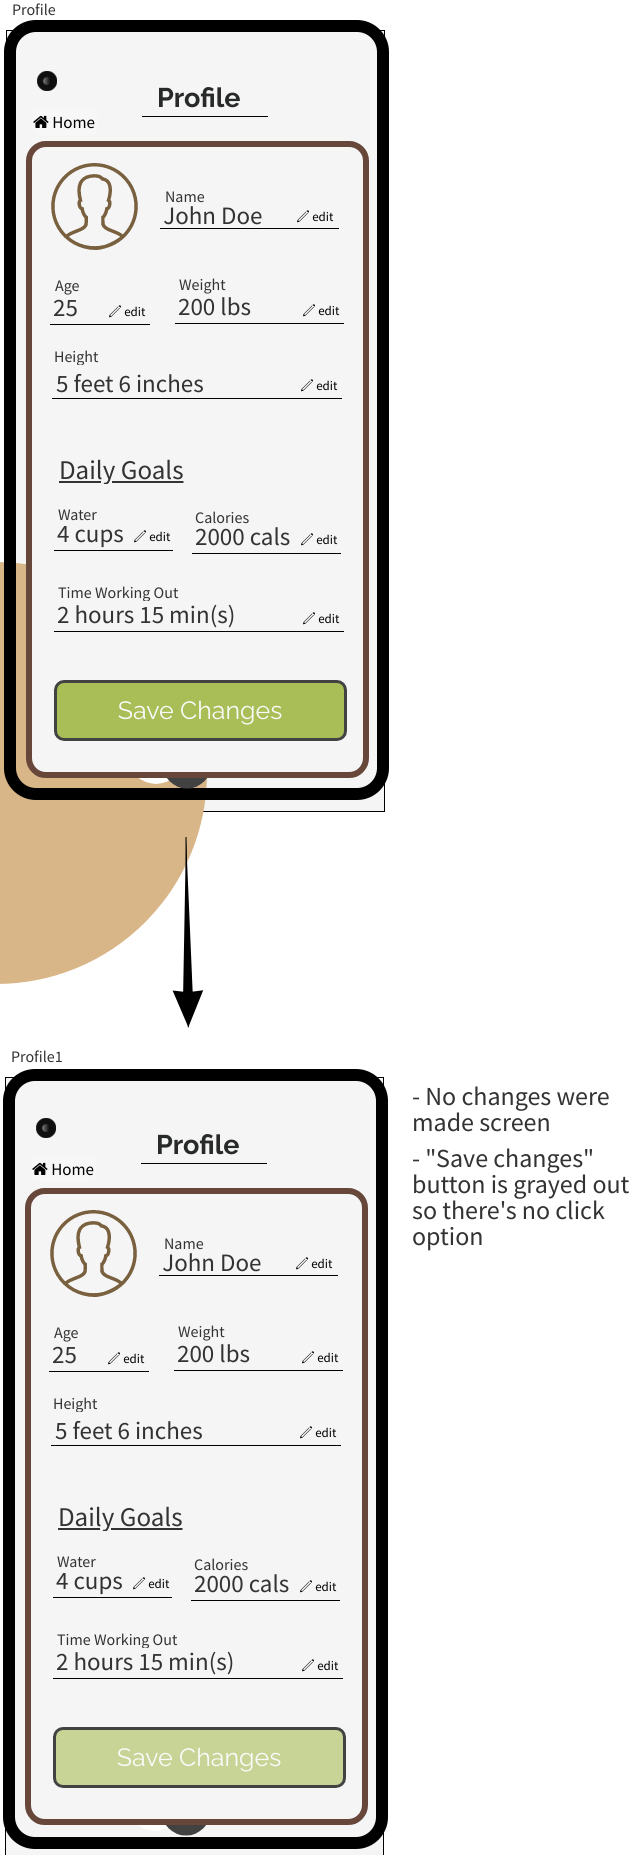 Profile
Profile
Home
Name
John Doe edit
Age Weight
25 edit 200 lbs edit
Height
5 feet 6 inches edit
Daily Goals
Water Calories
4 cups edit 2000 cals edit
Time Working Out
2 hours 15 min(s) edit
Save Changes
Profile1
Profile
Home
Name
John Doe edit
Age Weight
25 edit 200 lbs edit
Height
5 feet 6 inches edit
Daily Goals
Water Calories
4 cups edit 2000 cals edit
Time Working Out
2 hours 15 min(s) edit
Save Changes
- No changes were
made screen
- "Save changes"
button is grayed out
so there's no click
option